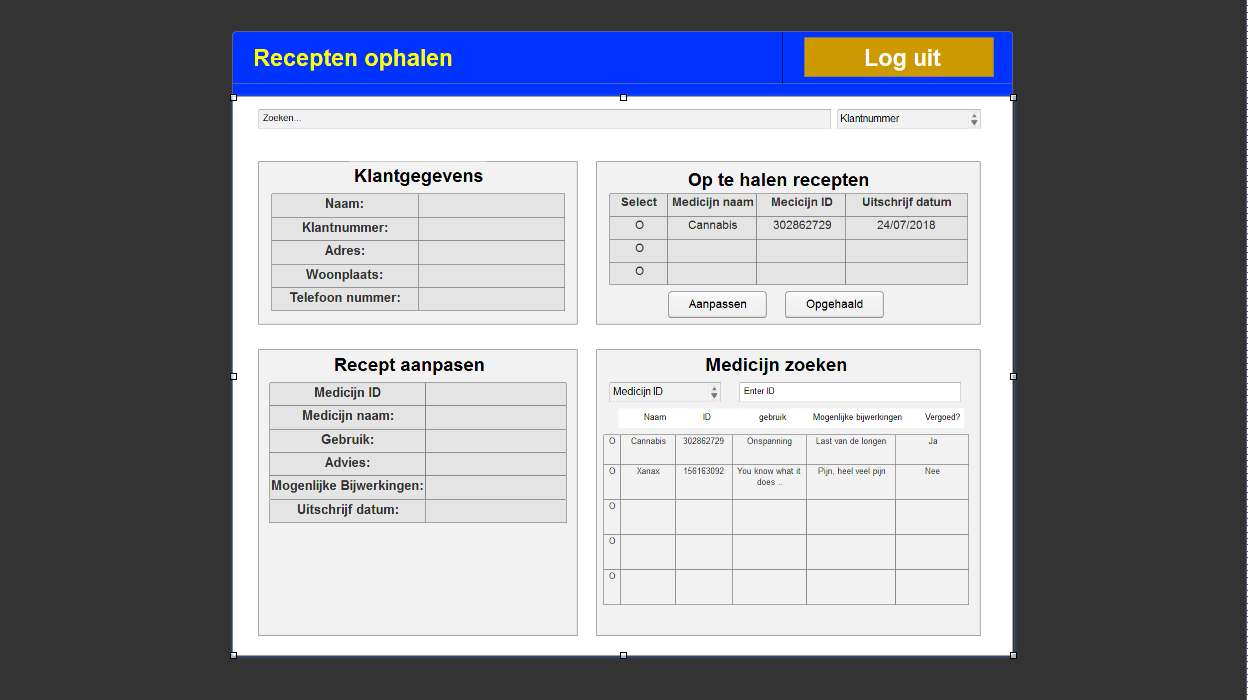 Recepten ophalen
Log uit
Zoeken...
Klantnummer
Klantgegevens
Naam:
Klantnummer:
Adres:
Woonplaats:
Telefoon nummer:
Op te halen recepten
Select Medicijn naam Mecicijn ID Uitschrijf datum
O Cannabis 302862729 24/07/2018
O
O
Aanpassen Opgehaald
Recept aanpasen
Medicijn ID
Medicijn naam:
Gebruik:
Advies:
Mogenlijke Bijwerkingen:
Uitschrijf datum:
Medicijn zoeken
Medicijn ID Enter ID
Naam ID gebruik Mogenlijke bijwerkingen Vergoed?
O Cannabis 302862729 Onspanning Last van de longen Ja
O Xanax 156163092 You know what it Pijn, heel veel pijn Nee
does ..
O
O
O